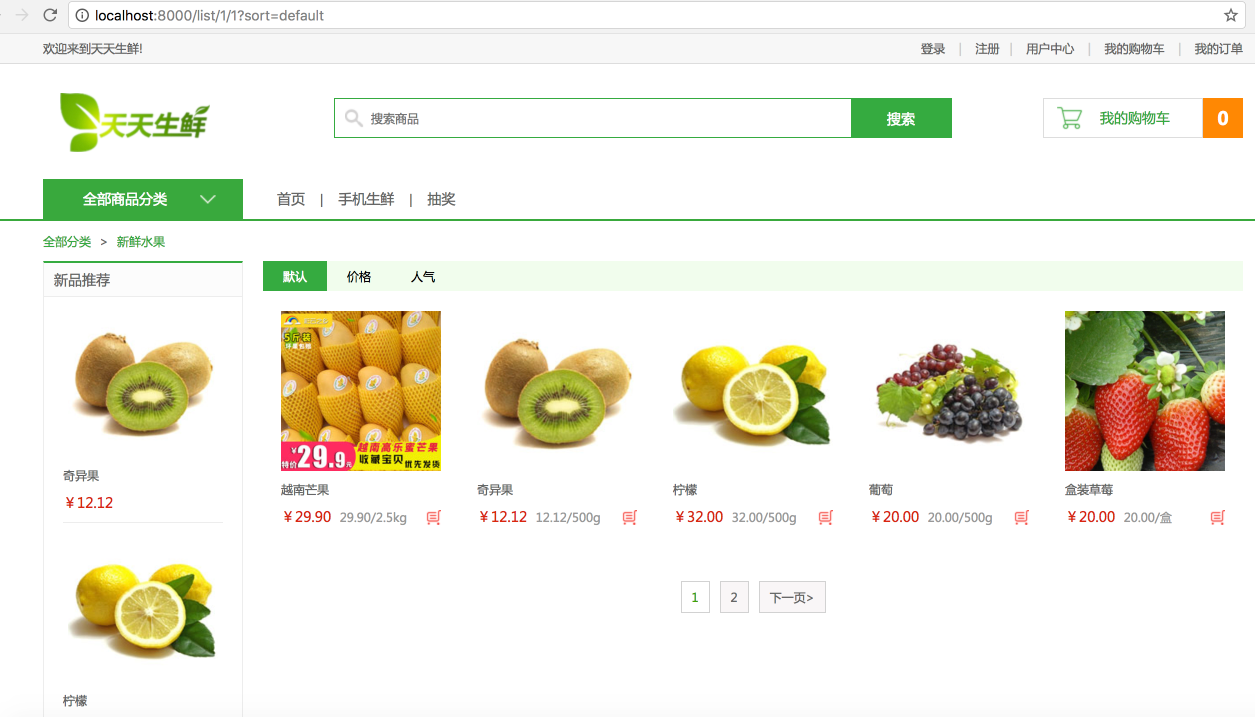 localhost:8000/list/1/1?sort=default
欢迎来到天天生鲜!
登录 | 注册 | 用户中心 | 我的购物车 | 我的订单
天天生鲜
搜索商品
搜索
我的购物车 0
全部商品分类
首页 | 手机生鲜 | 抽奖
全部分类 > 新鲜水果
新品推荐
默认 价格 人气
奇异果
￥12.12
柠檬
5斤装
越南高乐蜜芒果
特价 ￥29.9元
收藏宝贝 优先发货
越南芒果
￥29.90 29.90/2.5kg
奇异果
￥12.12 12.12/500g
柠檬
￥32.00 32.00/500g
葡萄
￥20.00 20.00/500g
盒装草莓
￥20.00 20.00/盒
1 2 下一页>